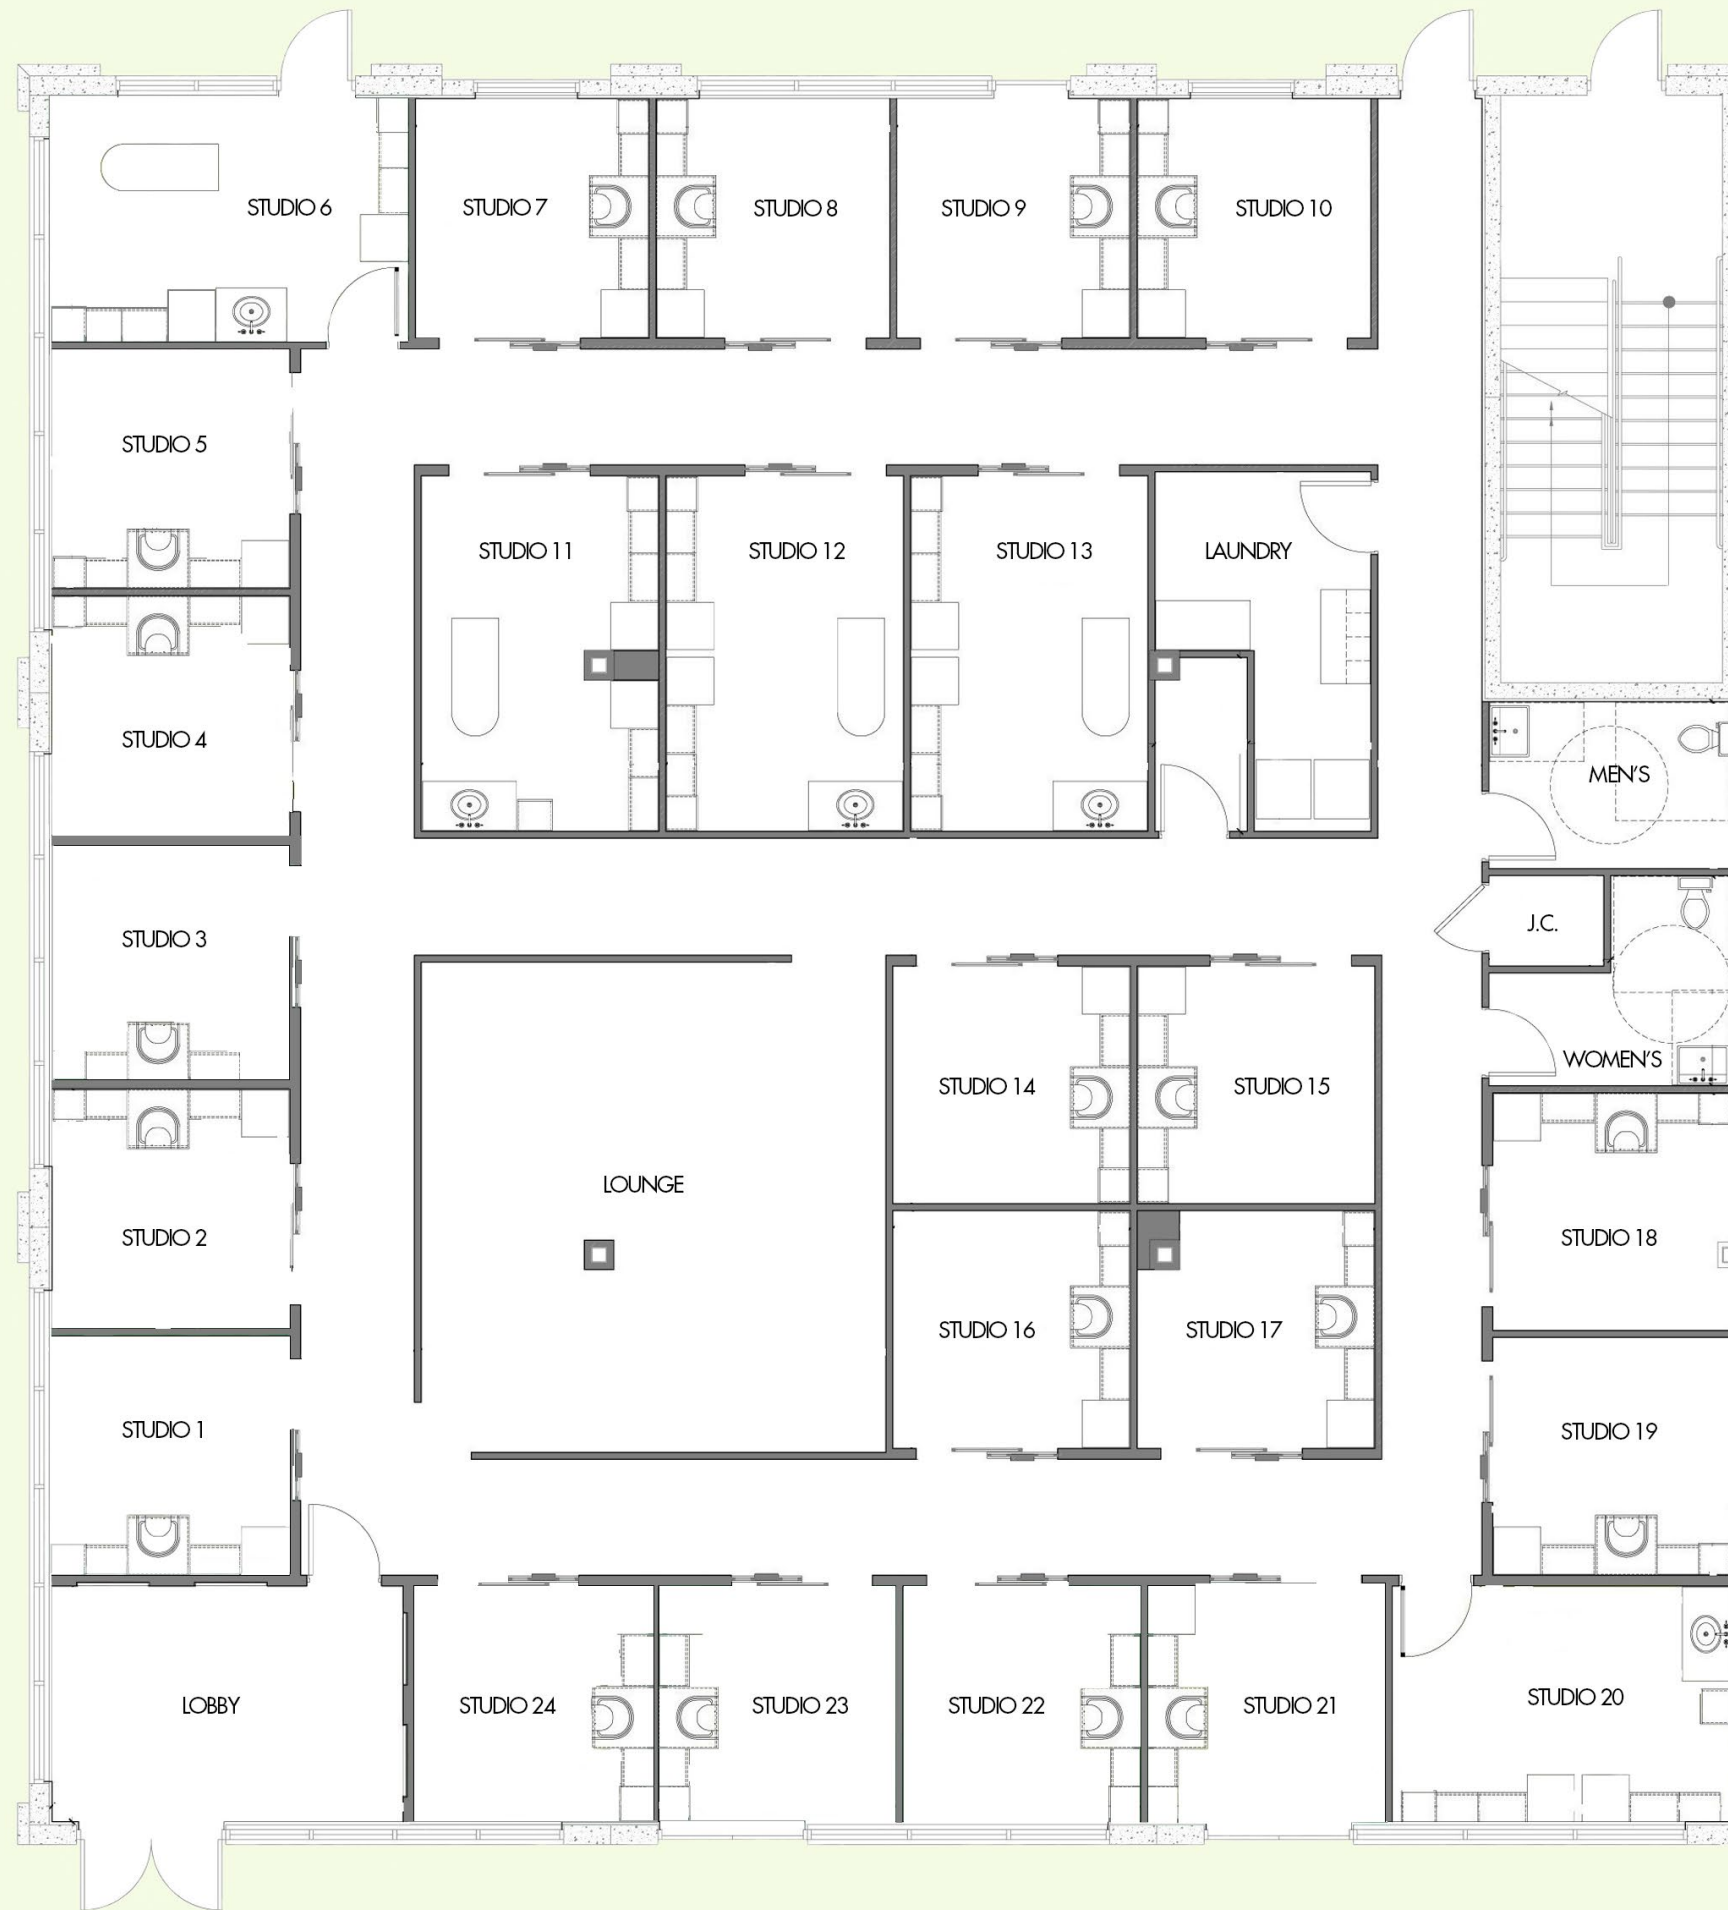 STUDIO 6
STUDIO 7
STUDIO 8
STUDIO 9
STUDIO 10
STUDIO 5
STUDIO 11
STUDIO 12
STUDIO 13
LAUNDRY
STUDIO 4
MEN'S
STUDIO 3
J.C.
WOMEN'S
STUDIO 14
STUDIO 15
LOUNGE
STUDIO 2
STUDIO 18
STUDIO 16
STUDIO 17
STUDIO 1
STUDIO 19
LOBBY
STUDIO 24
STUDIO 23
STUDIO 22
STUDIO 21
STUDIO 20